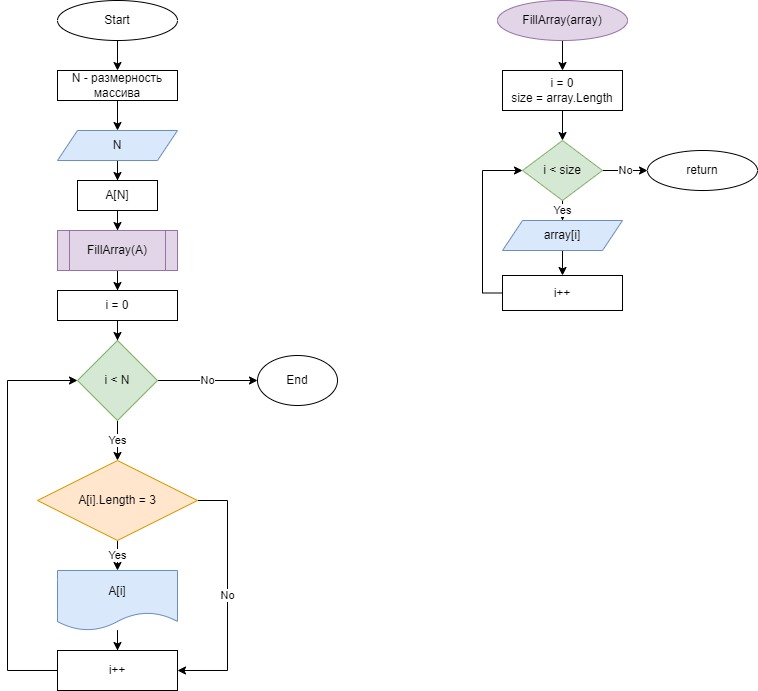 Start
N - размерность
массива
N
A[N]
FillArray(A)
i = 0
i < N
No
End
Yes
A[i].Length = 3
Yes
No
A[i]
i++
FillArray(array)
i = 0
size = array.Length
i < size
No
return
Yes
array[i]
i++